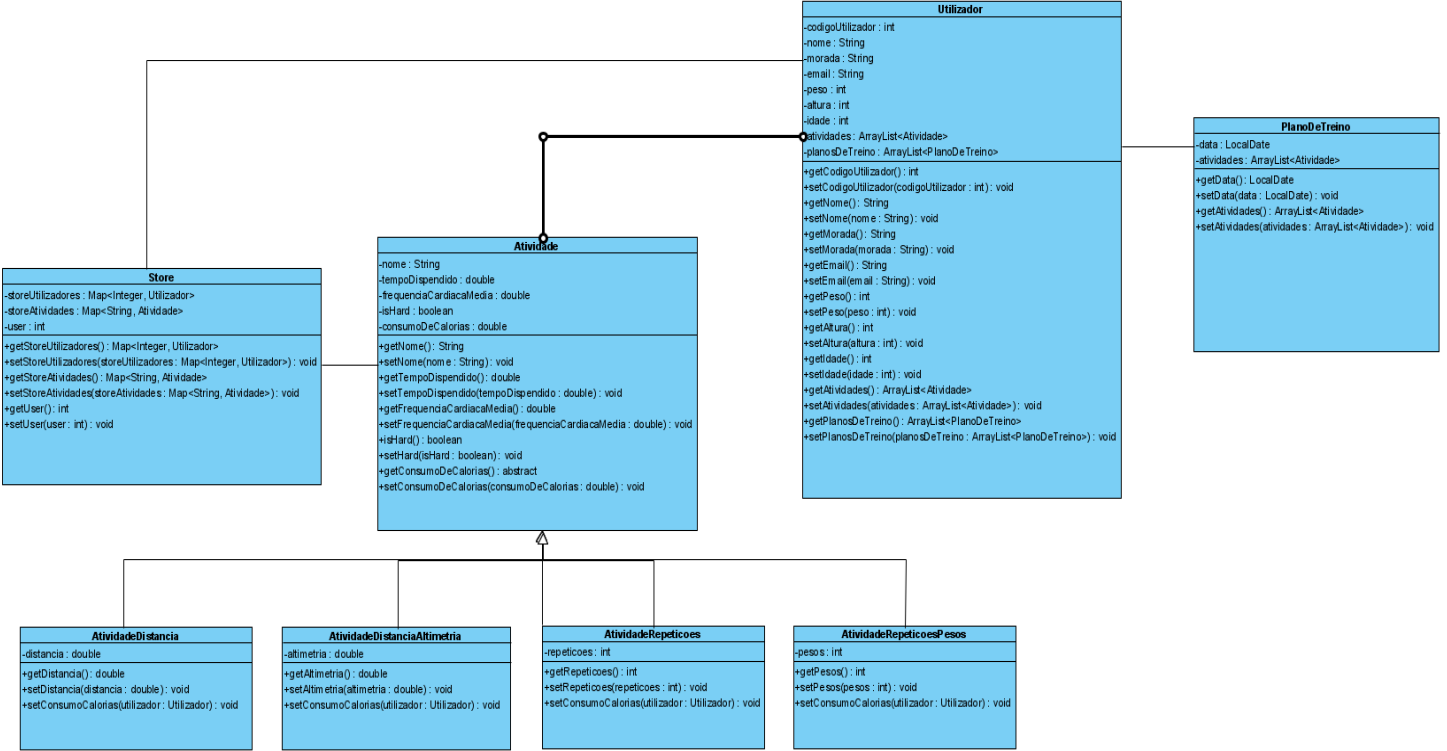 Utilizador
-codigoUtilizador : int
-nome : String
-morada : String
-email : String
-peso : int
-altura : int
-idade : int
-atividades : ArrayList<Atividade>
-planosDeTreino : ArrayList<PlanoDeTreino>
+getCodigoUtilizador() : int
+setCodigoUtilizador(codigoUtilizador : int) : void
+getNome() : String
+setNome(nome : String) : void
+getMorada() : String
+setMorada(morada : String) : void
+getEmail() : String
+setEmail(email : String) : void
+getPeso() : int
+setPeso(peso : int) : void
+getAltura() : int
+setAltura(altura : int) : void
+getIdade() : int
+setIdade(idade : int) : void
+getAtividades() : ArrayList<Atividade>
+setAtividades(atividades : ArrayList<Atividade>) : void
+getPlanosDeTreino() : ArrayList<PlanoDeTreino>
+setPlanosDeTreino(planosDeTreino : ArrayList<PlanoDeTreino>) : void
PlanoDeTreino
-data : LocalDate
-atividades : ArrayList<Atividade>
+getData() : LocalDate
+setData(data : LocalDate) : void
+getAtividades() : ArrayList<Atividade>
+setAtividades(atividades : ArrayList<Atividade>) : void
Atividade
-nome : String
-tempoDispendido : double
-frequenciaCardiacaMedia : double
-isHard : boolean
-consumoDeCalorias : double
+getNome() : String
+setNome(nome : String) : void
+getTempoDispendido() : double
+setTempoDispendido(tempoDispendido : double) : void
+getFrequenciaCardiacaMedia() : double
+setFrequenciaCardiacaMedia(frequenciaCardiacaMedia : double) : void
+isHard() : boolean
+setHard(isHard : boolean) : void
+getConsumoDeCalorias() : abstract
+setConsumoDeCalorias(consumoDeCalorias : double) : void
Store
-storeUtilizadores : Map<Integer, Utilizador>
-storeAtividades : Map<String, Atividade>
-user : int
+getStoreUtilizadores() : Map<Integer, Utilizador>
+setStoreUtilizadores(storeUtilizadores : Map<Integer, Utilizador>) : void
+getStoreAtividades() : Map<String, Atividade>
+setStoreAtividades(storeAtividades : Map<String, Atividade>) : void
+getUser() : int
+setUser(user : int) : void
AtividadeDistancia
-distancia : double
+getDistancia() : double
+setDistancia(distancia : double) : void
+setConsumoCalorias(utilizador : Utilizador) : void
AtividadeDistanciaAltimetria
-altimetria : double
+getAltimetria() : double
+setAltimetria(altimetria : double) : void
+setConsumoCalorias(utilizador : Utilizador) : void
AtividadeRepeticoes
-repeticoes : int
+getRepeticoes() : int
+setRepeticoes(repeticoes : int) : void
+setConsumoCalorias(utilizador : Utilizador) : void
AtividadeRepeticoesPesos
-pesos : int
+getPesos() : int
+setPesos(pesos : int) : void
+setConsumoCalorias(utilizador : Utilizador) : void